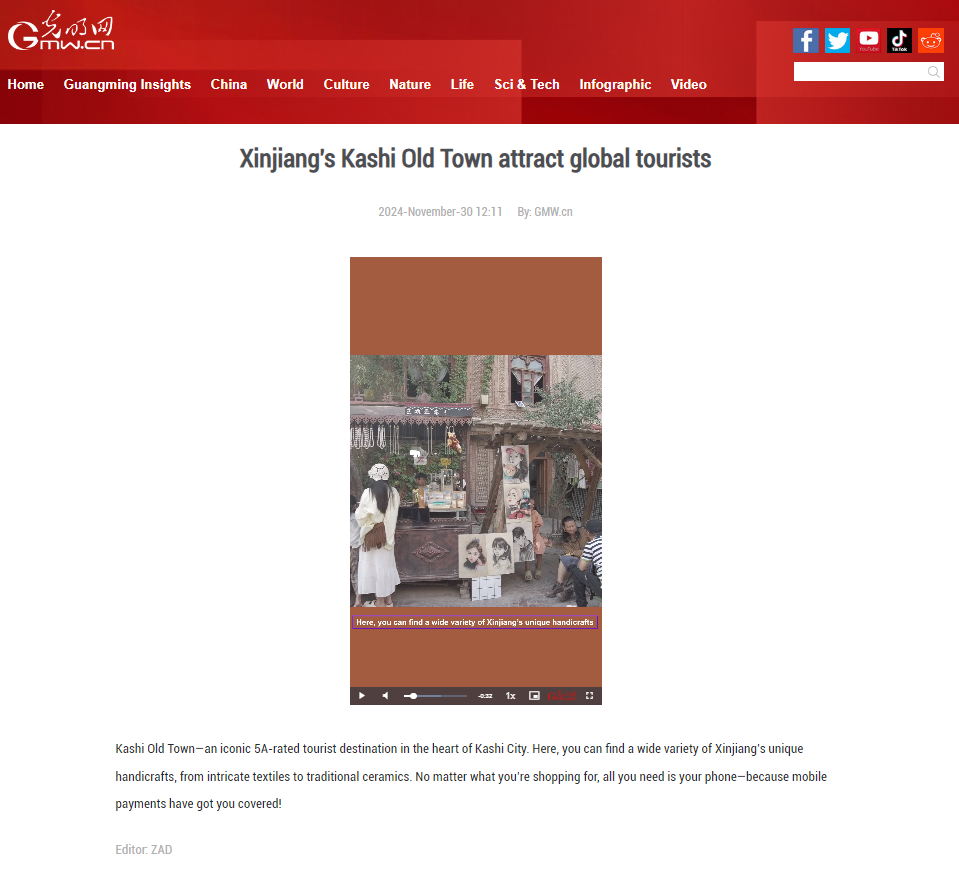 光明网
Gmw.cn
YouTube
TikTok
Home Guangming Insights China World Culture Nature Life Sci & Tech Infographic Video
Xinjiang's Kashi Old Town attract global tourists
2024-November-30 12:11 By: GMW.cn
Here, you can find a wide variety of Xinjiang's unique handicrafts
-0:32 1x
Kashi Old Town—an iconic 5A-rated tourist destination in the heart of Kashi City. Here, you can find a wide variety of Xinjiang's unique
handicrafts, from intricate textiles to traditional ceramics. No matter what you're shopping for, all you need is your phone—because mobile
payments have got you covered!
Editor: ZAD